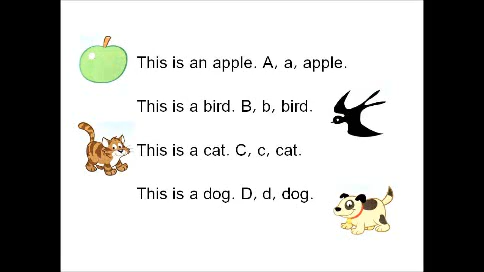 This is an apple. A, a, apple.
This is a bird. B, b, bird.
This is a cat. C, c, cat.
This is a dog. D, d, dog.